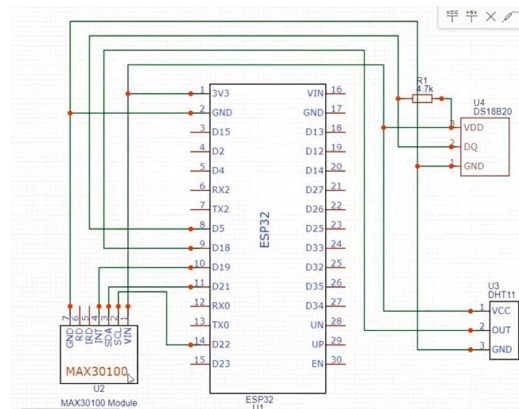 VCC +5V
R1
4.7k
U4
DS18B20
3 VDD
2 DQ
1 GND
1 3V3 VIN 16
2 GND GND 17
3 D15 D13 18
4 D2 D12 19
5 D4 D14 20
6 RX2 D27 21
7 TX2 D26 22
8 D5 D25 23
9 D18 D33 24
10 D19 D32 25
11 D21 D35 26
12 RX0 D34 27
13 TX0 UN 28
14 D22 UP 29
15 D23 EN 30
ESP32
U3
DHT11
1 VCC
2 OUT
3 GND
7 6 5 4 3 2 1
GND RD IRD INT SDA SCL VIN
MAX30100
U2
MAX30100 Module
ESP32
U1